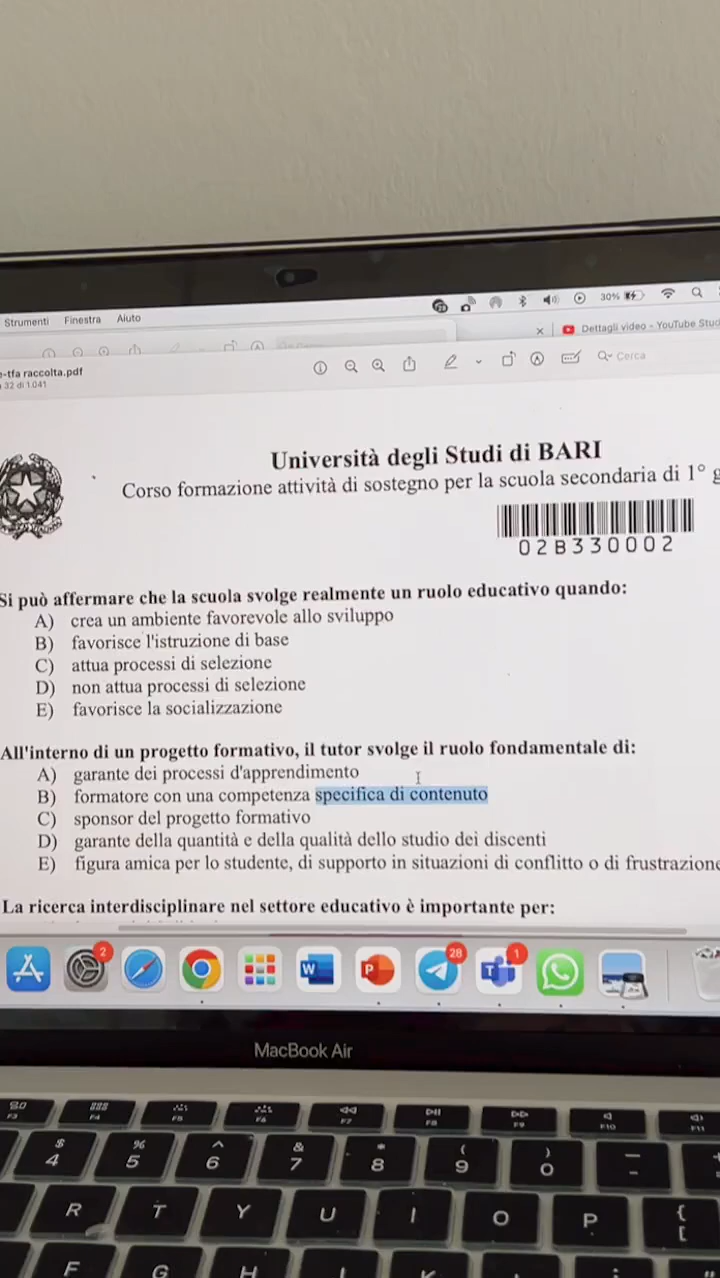 Strumenti Finestra Aiuto
30%
Dettagli video - YouTube Stud
-tfa raccolta.pdf
32 di 1.041
Cerca
Università degli Studi di BARI
Corso formazione attività di sostegno per la scuola secondaria di 1° g
02B330002
Si può affermare che la scuola svolge realmente un ruolo educativo quando:
A) crea un ambiente favorevole allo sviluppo
B) favorisce l'istruzione di base
C) attua processi di selezione
D) non attua processi di selezione
E) favorisce la socializzazione
All'interno di un progetto formativo, il tutor svolge il ruolo fondamentale di:
A) garante dei processi d'apprendimento
B) formatore con una competenza specifica di contenuto
C) sponsor del progetto formativo
D) garante della quantità e della qualità dello studio dei discenti
E) figura amica per lo studente, di supporto in situazioni di conflitto o di frustrazione
La ricerca interdisciplinare nel settore educativo è importante per:
2 28 1
W P T
MacBook Air
F3 F4 F5 F6 F7 F8 F9 F10 F11
$ % ^ & * ( )
4 5 6 7 8 9 0
R T Y U I O P { [
F G H